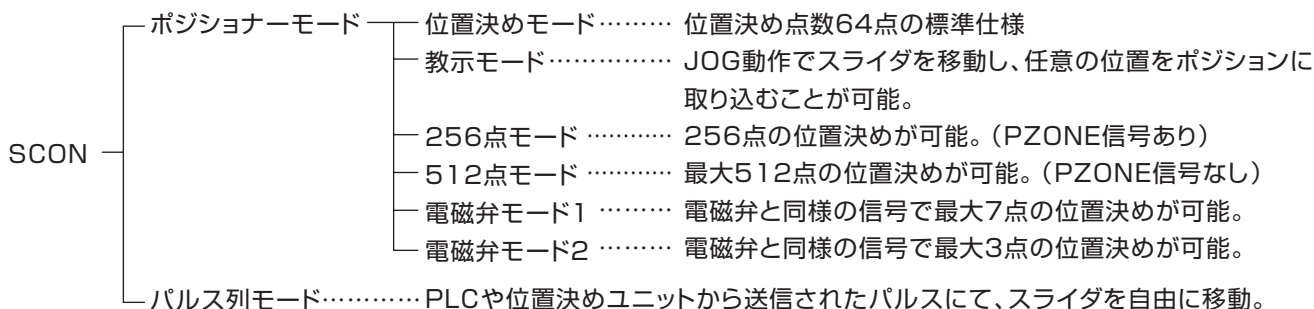 ポジショナーモード 位置決めモード……… 位置決め点数64点の標準仕様
教示モード…………… JOG動作でスライダを移動し、任意の位置をポジションに
取り込むことが可能。
256点モード ………… 256点の位置決めが可能。（PZONE信号あり）
SCON
512点モード ………… 最大512点の位置決めが可能。（PZONE信号なし）
電磁弁モード1 ……… 電磁弁と同様の信号で最大7点の位置決めが可能。
電磁弁モード2 ……… 電磁弁と同様の信号で最大3点の位置決めが可能。
パルス列モード…………PLCや位置決めユニットから送信されたパルスにて、スライダを自由に移動。